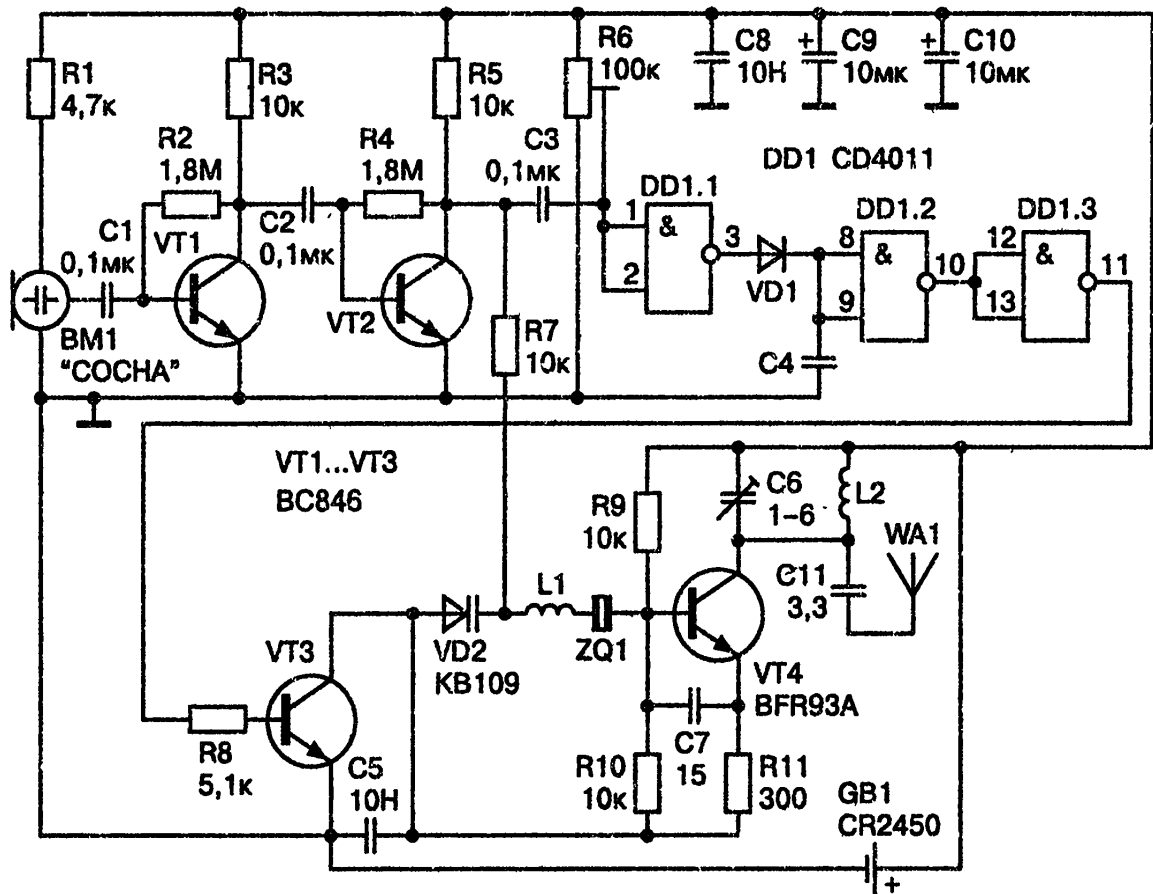 R1
4,7к
R3
10к
R5
10к
R6
100к
C8
10Н
+
C9
10мк
+
C10
10мк
R2
1,8М
R4
1,8М
C3
0,1мк
DD1 CD4011
C1
0,1мк
VT1
C2
0,1мк
VT2
DD1.1
1
2
&
3
VD1
DD1.2
8
9
&
10
DD1.3
12
13
&
11
BM1
"СОСНА"
R7
10к
C4
VT1...VT3
BC846
R9
10к
C6
1–6
L2
WA1
C11
3,3
L1
VD2
КВ109
ZQ1
VT3
VT4
BFR93A
R8
5,1к
C5
10Н
C7
15
R10
10к
R11
300
GB1
CR2450
+